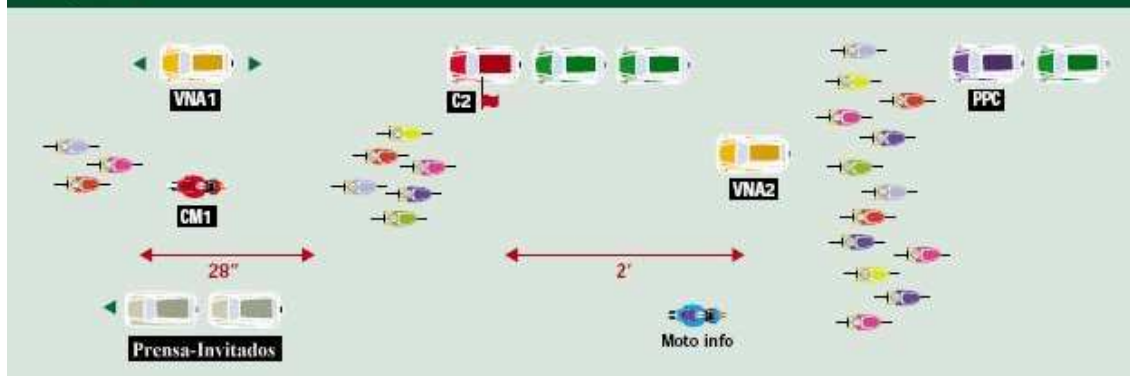 VNA1
C2
PPC
VNA2
CM1
28"
2'
Prensa-Invitados
Moto info